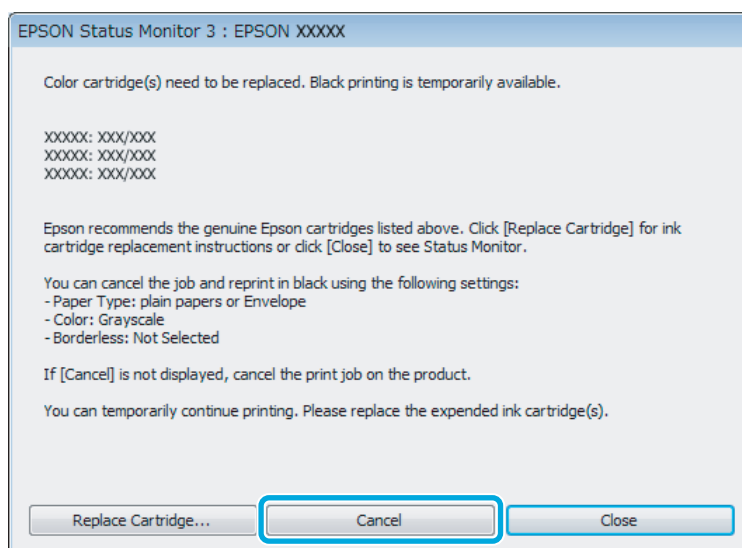 EPSON Status Monitor 3 : EPSON XXXXX
Color cartridge(s) need to be replaced. Black printing is temporarily available.
XXXXX: XXX/XXX
XXXXX: XXX/XXX
XXXXX: XXX/XXX
Epson recommends the genuine Epson cartridges listed above. Click [Replace Cartridge] for ink
cartridge replacement instructions or click [Close] to see Status Monitor.
You can cancel the job and reprint in black using the following settings:
- Paper Type: plain papers or Envelope
- Color: Grayscale
- Borderless: Not Selected
If [Cancel] is not displayed, cancel the print job on the product.
You can temporarily continue printing. Please replace the expended ink cartridge(s).
Replace Cartridge... Cancel Close